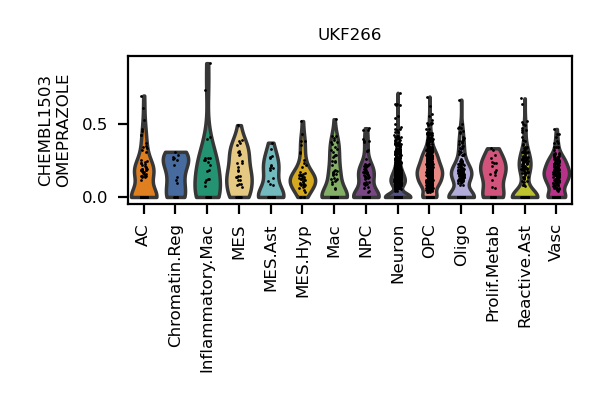 UKF266
CHEMBL1503
OMEPRAZOLE
0.5
0.0
AC
Chromatin.Reg
Inflammatory.Mac
MES
MES.Ast
MES.Hyp
Mac
NPC
Neuron
OPC
Oligo
Prolif.Metab
Reactive.Ast
Vasc